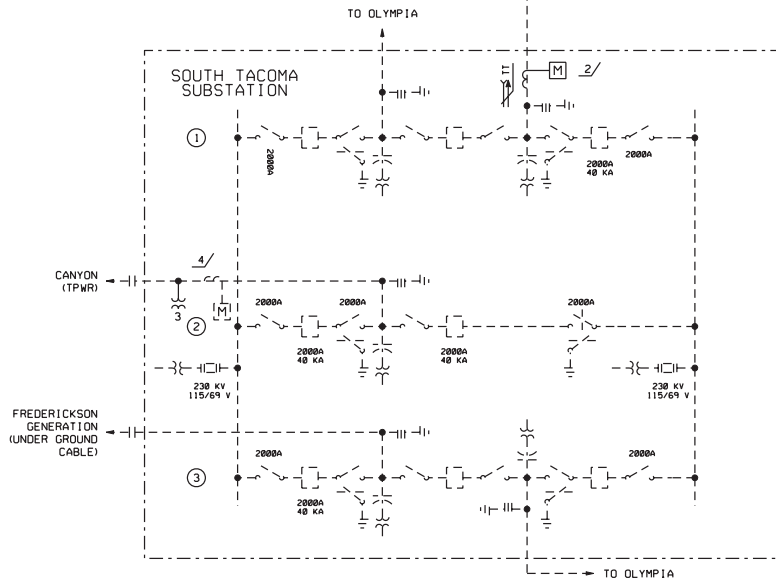 TO OLYMPIA
SOUTH TACOMA
SUBSTATION
TT
Y
M
2/
1
2000A
2000A
40 KA
2000A
4/
CANYON
(TPWR)
3
M
2
2000A
2000A
2000A
2000A
40 KA
2000A
40 KA
230 KV
115/69 V
230 KV
115/69 V
FREDERICKSON
GENERATION
(UNDER GROUND
CABLE)
3
2000A
2000A
2000A
40 KA
TO OLYMPIA